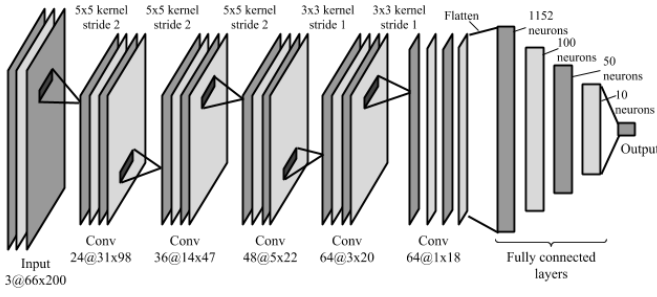 5x5 kernel
stride 2
5x5 kernel
stride 2
5x5 kernel
stride 2
3x3 kernel
stride 1
3x3 kernel
stride 1
Flatten
1152
neurons
100
neurons
50
neurons
10
neurons
Output
Input
3@66x200
Conv
24@31x98
Conv
36@14x47
Conv
48@5x22
Conv
64@3x20
Conv
64@1x18
Fully connected
layers